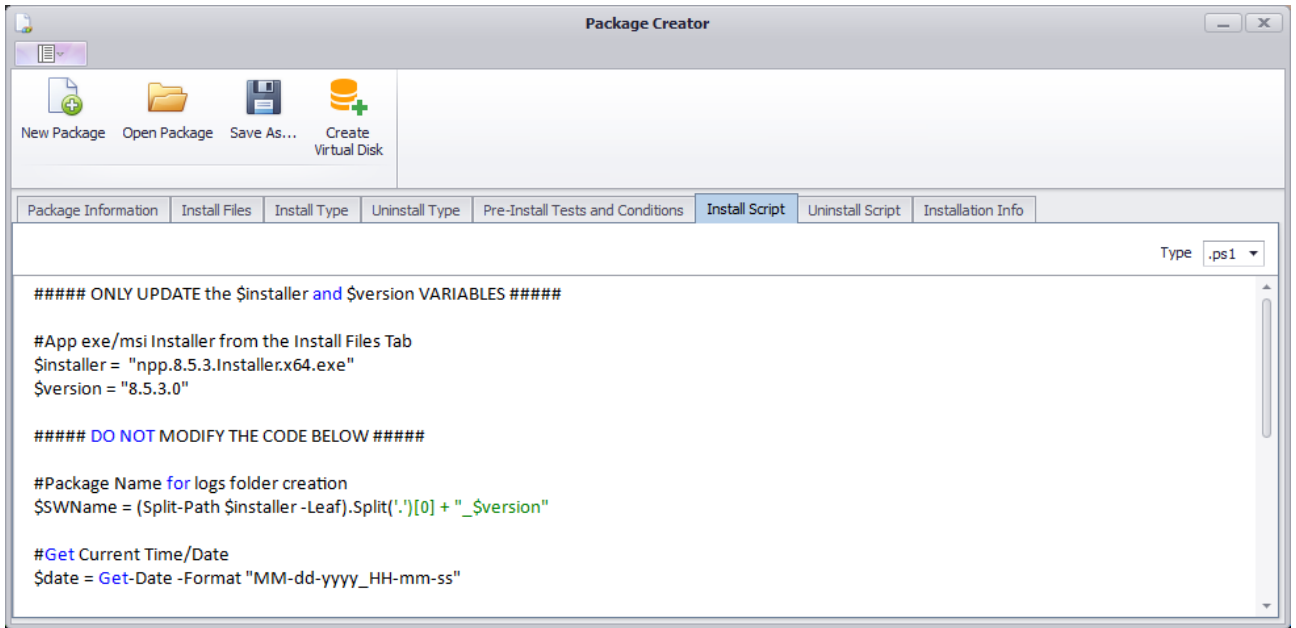 Package Creator
New Package
Open Package
Save As...
Create
Virtual Disk
Package Information
Install Files
Install Type
Uninstall Type
Pre-Install Tests and Conditions
Install Script
Uninstall Script
Installation Info
Type .ps1
##### ONLY UPDATE the $installer and $version VARIABLES #####
#App exe/msi Installer from the Install Files Tab
$installer =  "npp.8.5.3.Installer.x64.exe"
$version = "8.5.3.0"
##### DO NOT MODIFY THE CODE BELOW #####
#Package Name for logs folder creation
$SWName = (Split-Path $installer -Leaf).Split('.')[0] + "_$version"
#Get Current Time/Date
$date = Get-Date -Format "MM-dd-yyyy_HH-mm-ss"